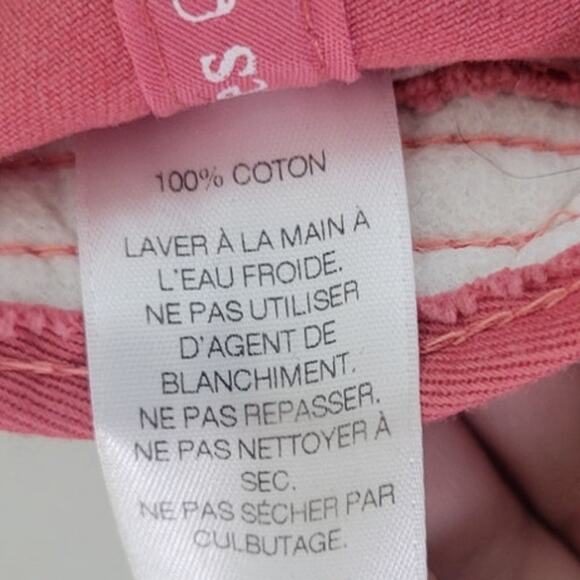 100% COTON
LAVER À LA MAIN À
L'EAU FROIDE.
NE PAS UTILISER
D'AGENT DE
BLANCHIMENT.
NE PAS REPASSER.
NE PAS NETTOYER À
SEC.
NE PAS SÉCHER PAR
CULBUTAGE.